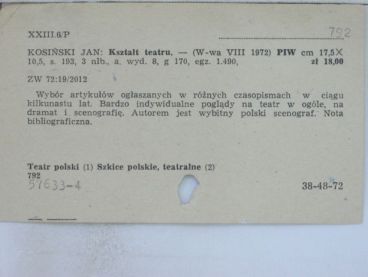 XXIII.6/P
792
KOSIŃSKI JAN: Kształt teatru, — (W-wa VIII 1972) PIW cm 17,5×
10,5, s. 193, 3 nlb., a. wyd. 8, g 170, egz. 1.490, zł 18,00
ZW 72:19/2012
Wybór artykułów ogłaszanych w różnych czasopismach w ciągu
kilkunastu lat. Bardzo indywidualne poglądy na teatr w ogóle, na
dramat i scenografię. Autorem jest wybitny polski scenograf. Nota
bibliograficzna.
Teatr polski (1) Szkice polskie, teatralne (2)
792
57633-4
38-48-72